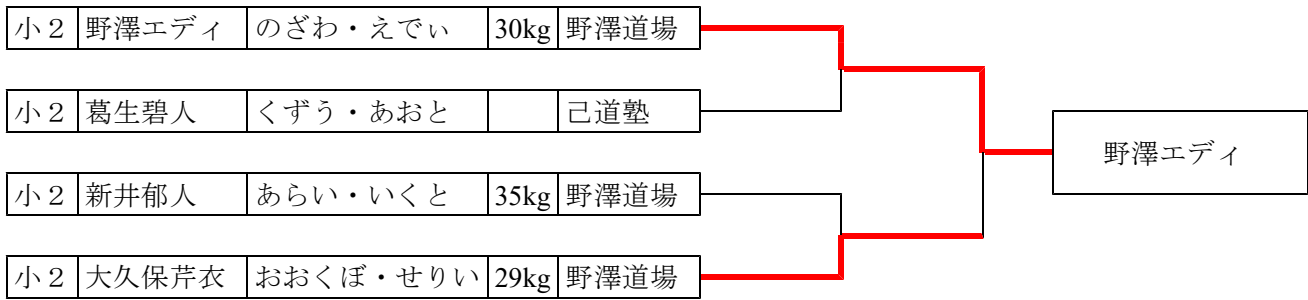 小２ 野澤エディ のざわ・えでぃ 30kg 野澤道場
小２ 葛生碧人 くずう・あおと 己道塾
野澤エディ
小２ 新井郁人 あらい・いくと 35kg 野澤道場
小２ 大久保芹衣 おおくぼ・せりい 29kg 野澤道場